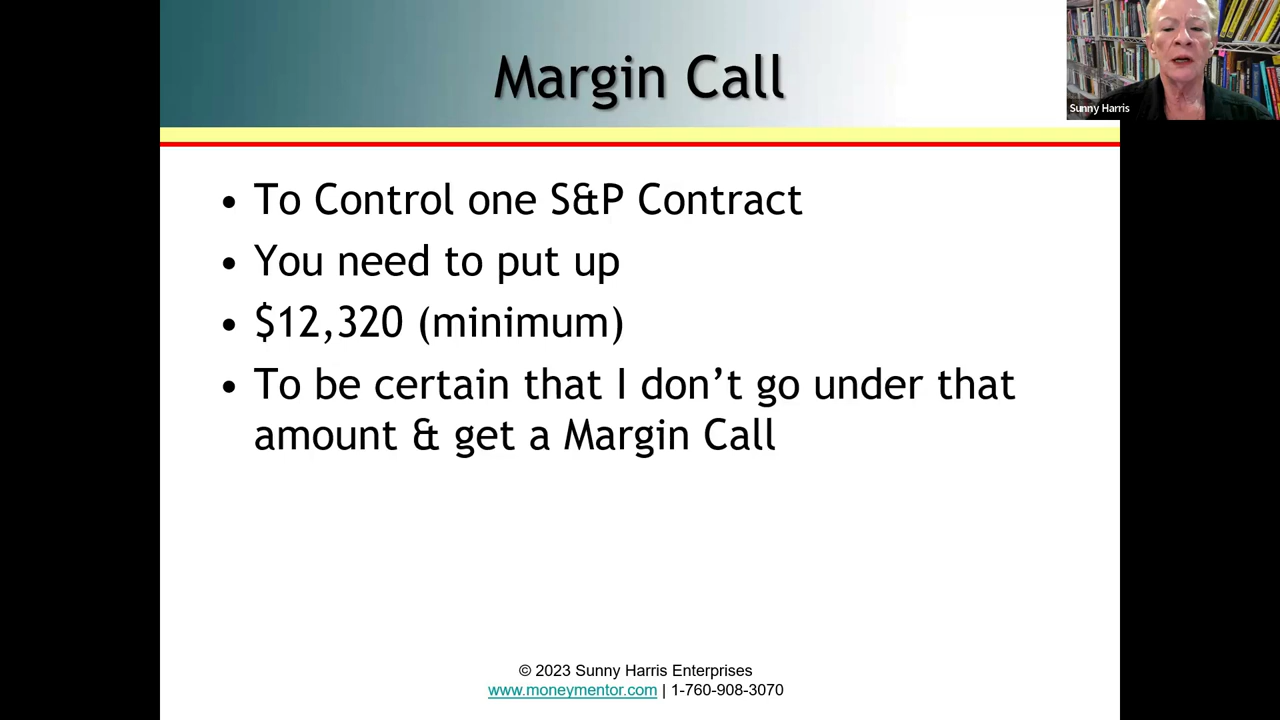 Margin Call
Sunny Harris
• To Control one S&P Contract
• You need to put up
• $12,320 (minimum)
• To be certain that I don’t go under that
amount & get a Margin Call
© 2023 Sunny Harris Enterprises
www.moneymentor.com | 1-760-908-3070